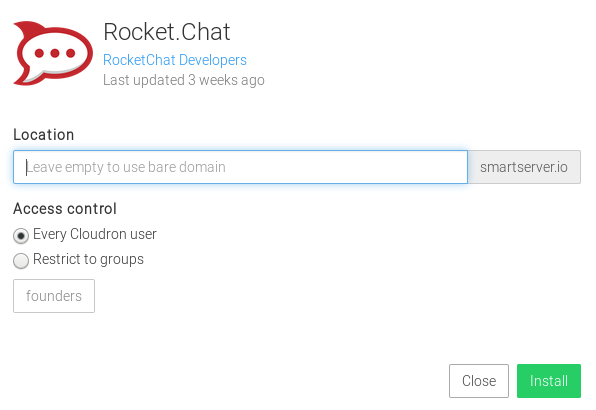 Rocket.Chat
RocketChat Developers
Last updated 3 weeks ago
Location
Leave empty to use bare domain
smartserver.io
Access control
Every Cloudron user
Restrict to groups
founders
Close
Install